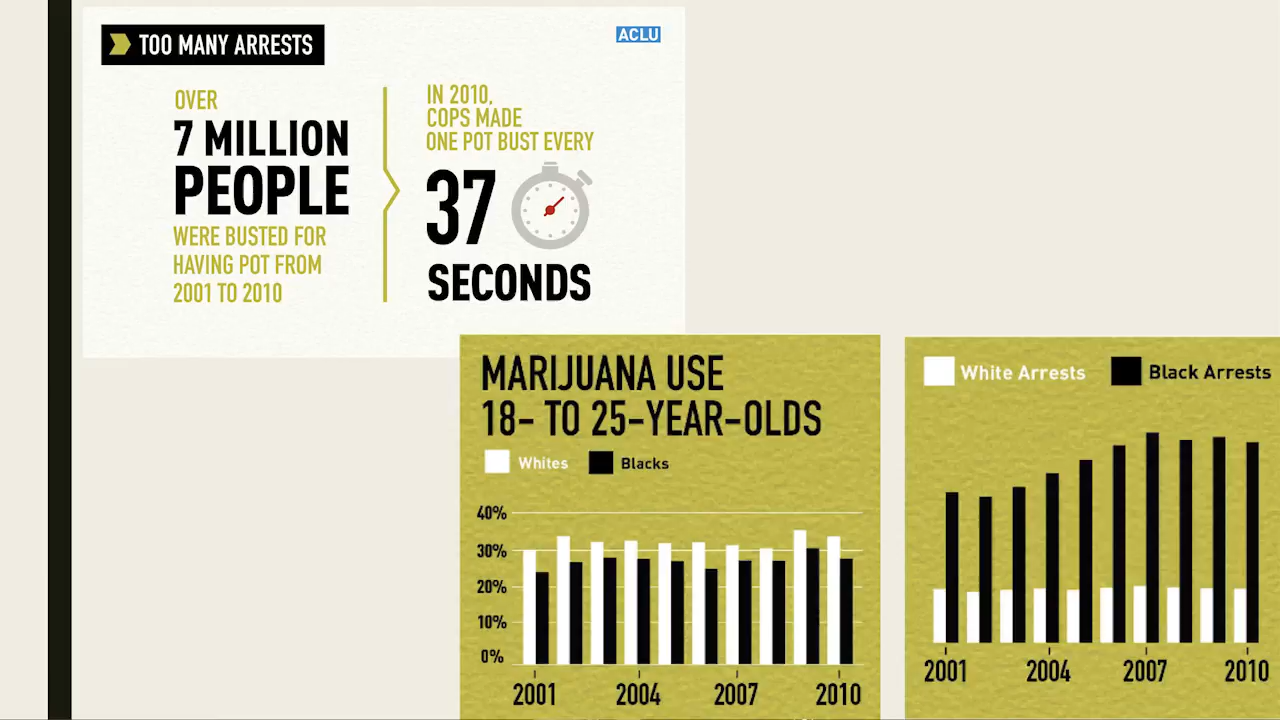 TOO MANY ARRESTS
ACLU
OVER
7 MILLION
PEOPLE
WERE BUSTED FOR
HAVING POT FROM
2001 TO 2010
IN 2010,
COPS MADE
ONE POT BUST EVERY
37
SECONDS
MARIJUANA USE
18- TO 25-YEAR-OLDS
Whites Blacks
40%
30%
20%
10%
0%
2001 2004 2007 2010
White Arrests Black Arrests
2001 2004 2007 2010